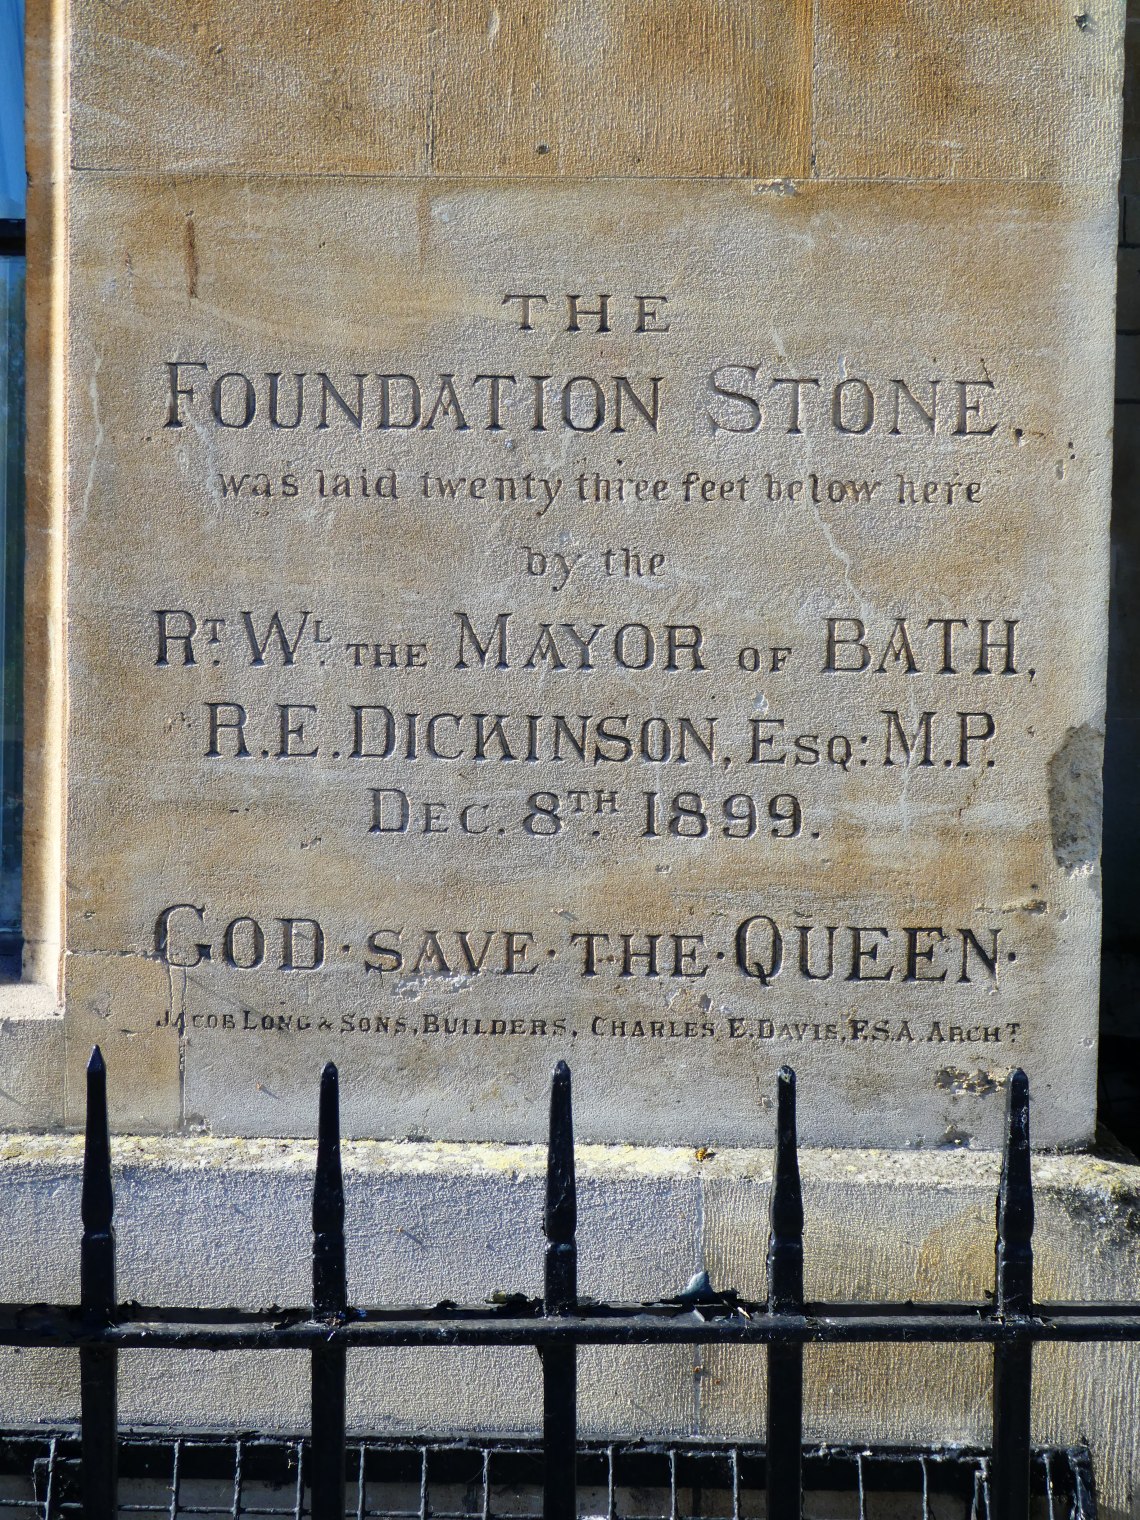 THE
FOUNDATION STONE,
was laid twenty three feet below here
by the
RT. WL. THE MAYOR OF BATH,
R.E. DICKINSON, ESQ: M.P.
DEC. 8TH. 1899.
GOD · SAVE · THE · QUEEN ·
JACOB LONG & SONS, BUILDERS, CHARLES E. DAVIS, F.S.A. ARCHT